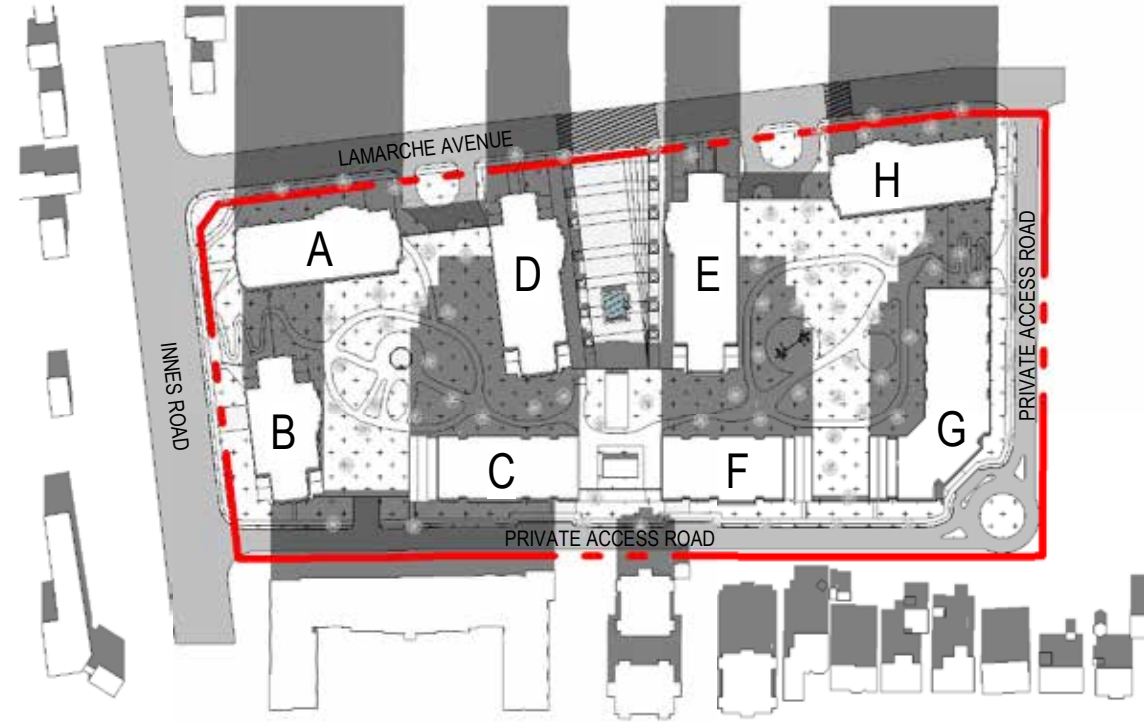 LAMARCHE AVENUE
H
A
D
E
PRIVATE ACCESS ROAD
INNES ROAD
B
G
C
F
PRIVATE ACCESS ROAD